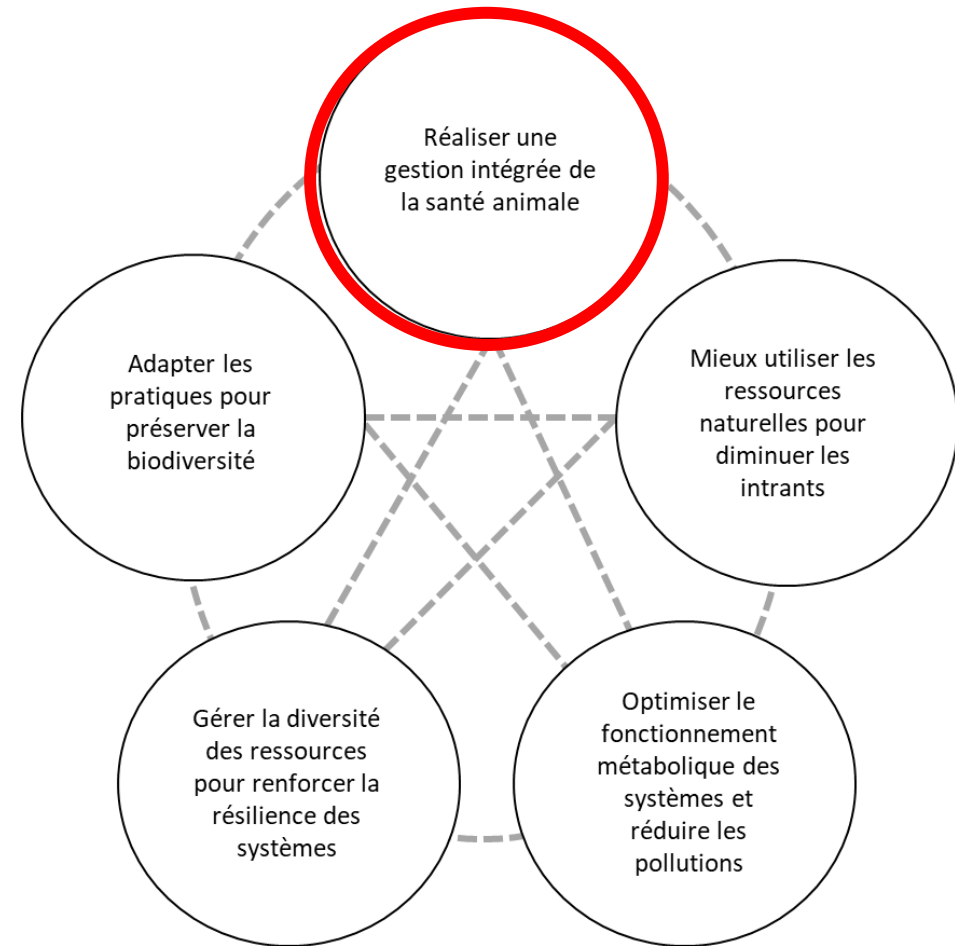 Réaliser une
gestion intégrée de
la santé animale
Adapter les
pratiques pour
préserver la
biodiversité
Mieux utiliser les
ressources
naturelles pour
diminuer les
intrants
Gérer la diversité
des ressources
pour renforcer la
résilience des
systèmes
Optimiser le
fonctionnement
métabolique des
systèmes et
réduire les
pollutions